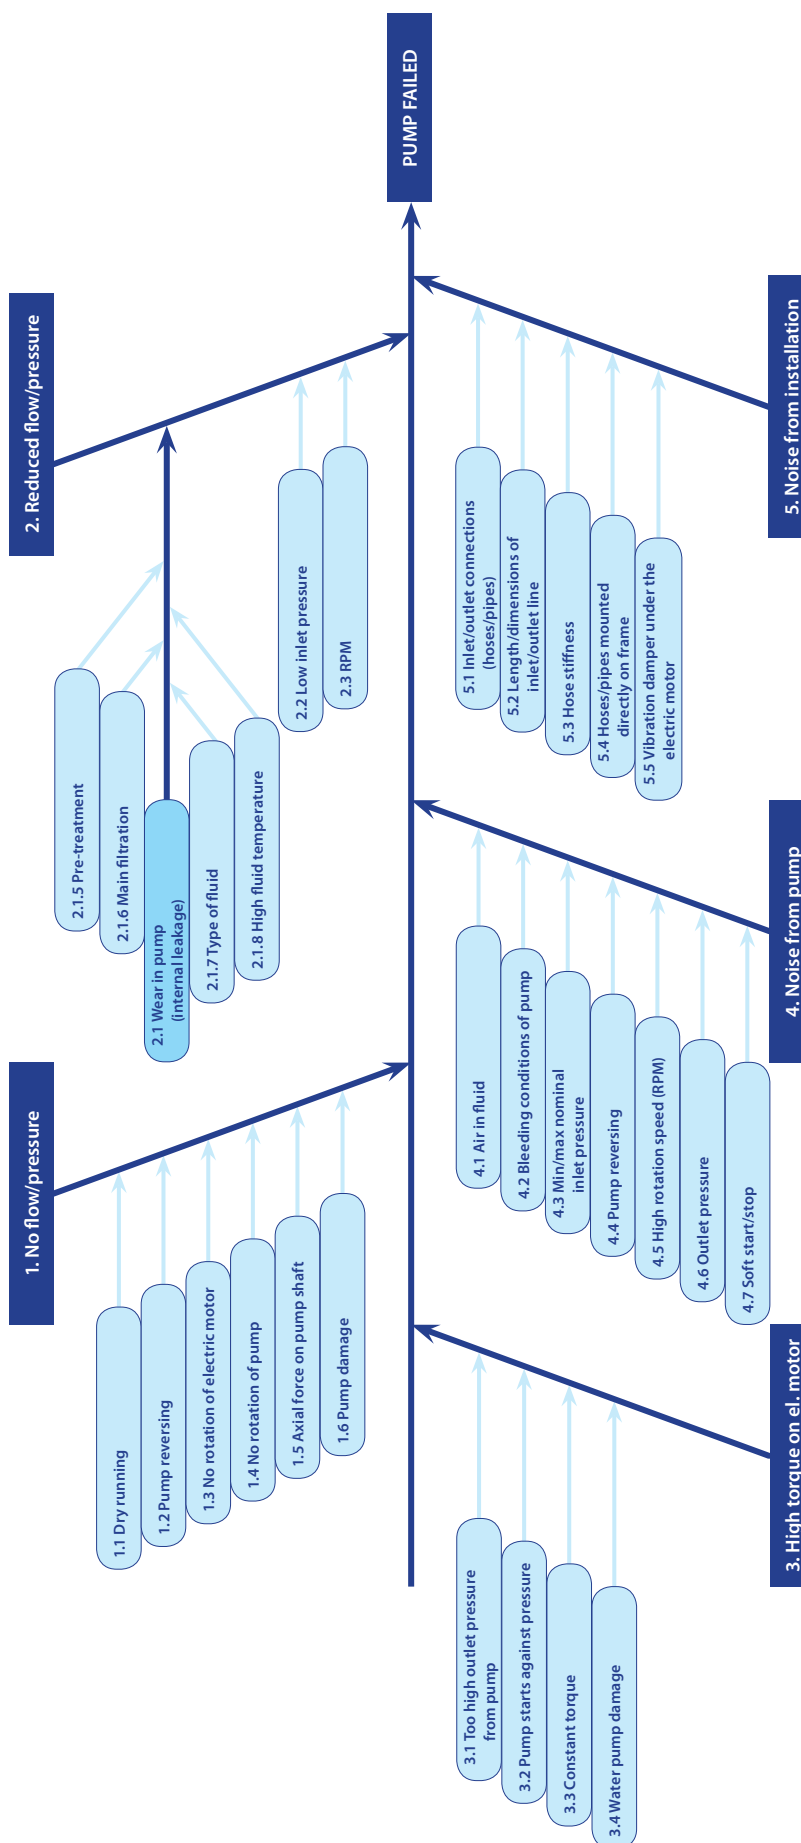 PUMP FAILED
1. No flow/pressure
1.1 Dry running
1.2 Pump reversing
1.3 No rotation of electric motor
1.4 No rotation of pump
1.5 Axial force on pump shaft
1.6 Pump damage
2. Reduced flow/pressure
2.1.5 Pre-treatment
2.1.6 Main filtration
2.1 Wear in pump
(internal leakage)
2.1.7 Type of fluid
2.1.8 High fluid temperature
2.2 Low inlet pressure
2.3 RPM
3. High torque on el. motor
3.1 Too high outlet pressure
from pump
3.2 Pump starts against pressure
3.3 Constant torque
3.4 Water pump damage
4. Noise from pump
4.1 Air in fluid
4.2 Bleeding conditions of pump
4.3 Min/max nominal
inlet pressure
4.4 Pump reversing
4.5 High rotation speed (RPM)
4.6 Outlet pressure
4.7 Soft start/stop
5. Noise from installation
5.1 Inlet/outlet connections
(hoses/pipes)
5.2 Length/dimensions of
inlet/outlet line
5.3 Hose stiffness
5.4 Hoses/pipes mounted
directly on frame
5.5 Vibration damper under the
electric motor